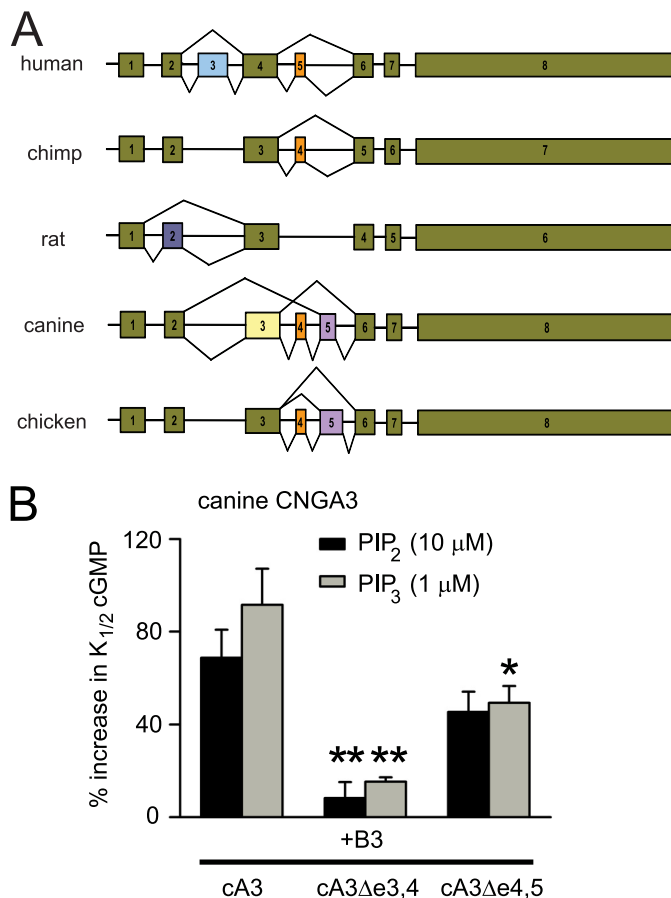 A
human
1 2 3 4 5 6 7 8
chimp
1 2 3 4 5 6 7
rat
1 2 3 4 5 6
canine
1 2 3 4 5 6 7 8
chicken
1 2 3 4 5 6 7 8
B
canine CNGA3
PIP2 (10 μM)
PIP3 (1 μM)
% increase in K1/2 cGMP
120
80
40
0
** **
*
+B3
cA3 cA3Δe3,4 cA3Δe4,5